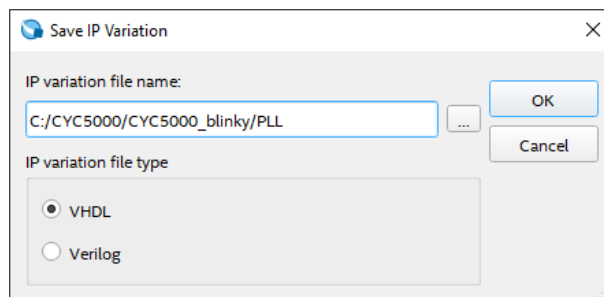 Save IP Variation
IP variation file name:
C:/CYC5000/CYC5000_blinky/PLL
...
OK
Cancel
IP variation file type
VHDL
Verilog